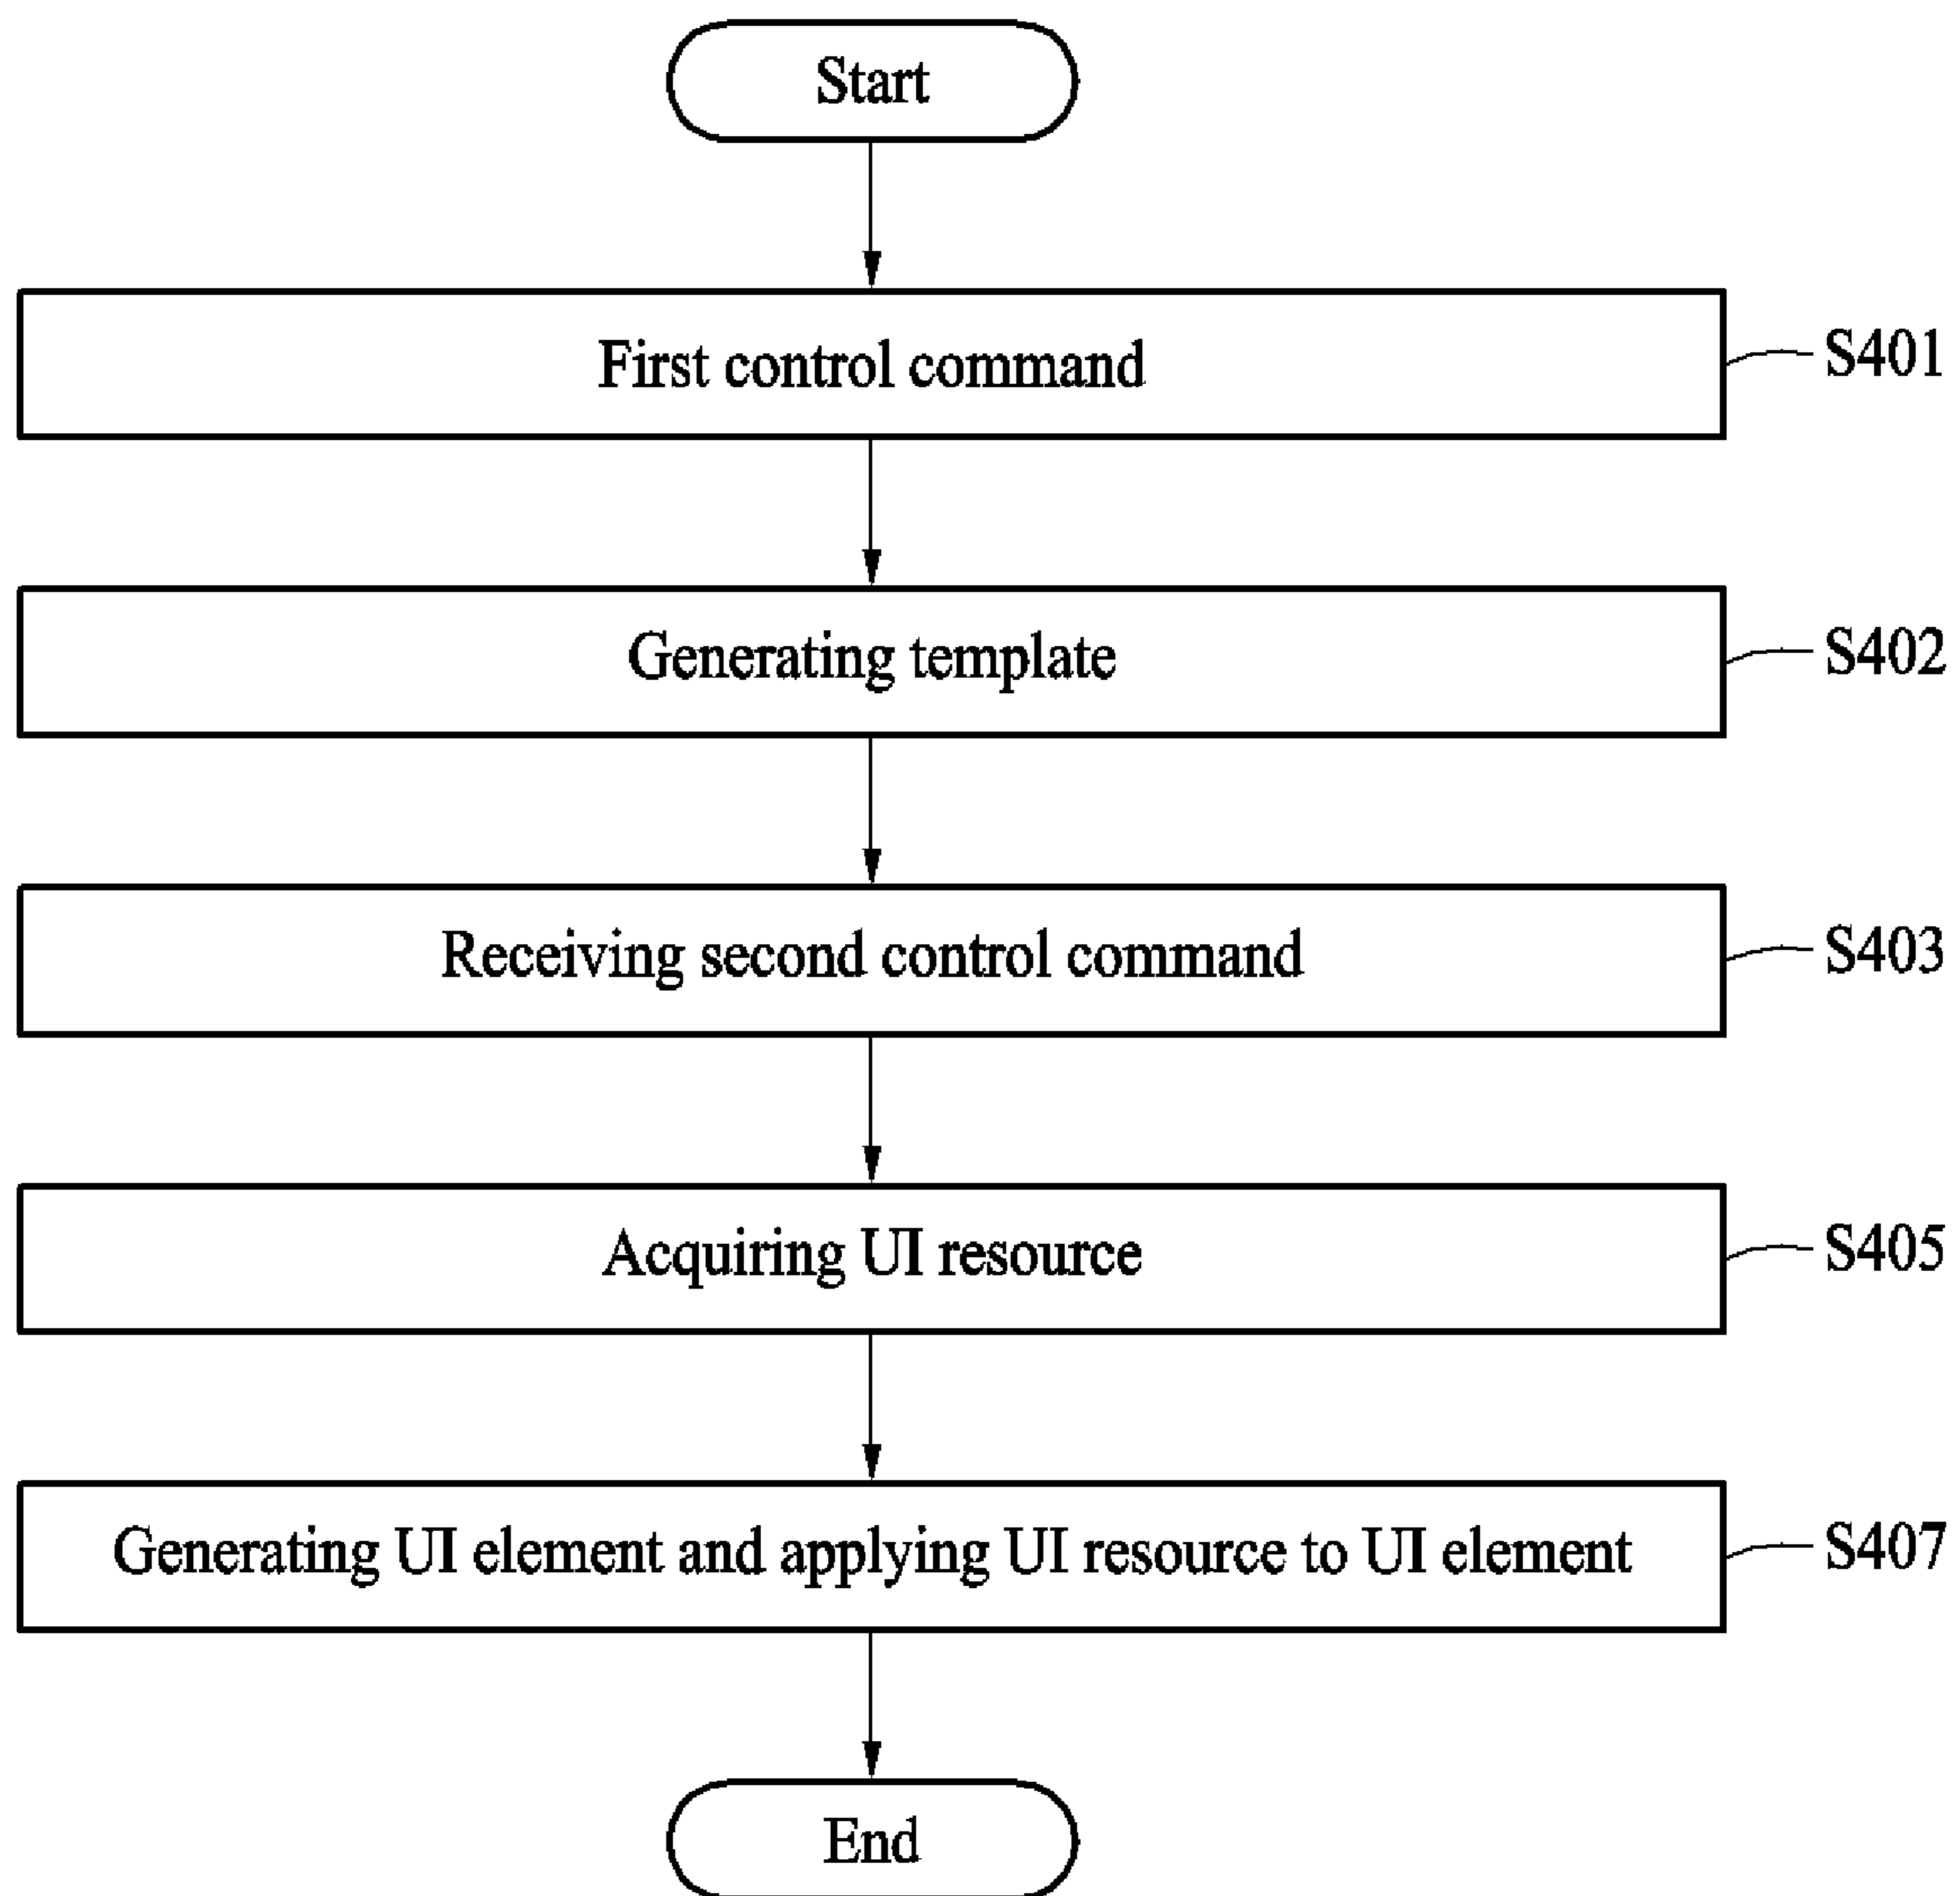 Start
First control command
S401
Generating template
S402
Receiving second control command
S403
Acquiring UI resource
S405
Generating UI element and applying UI resource to UI element
S407
End